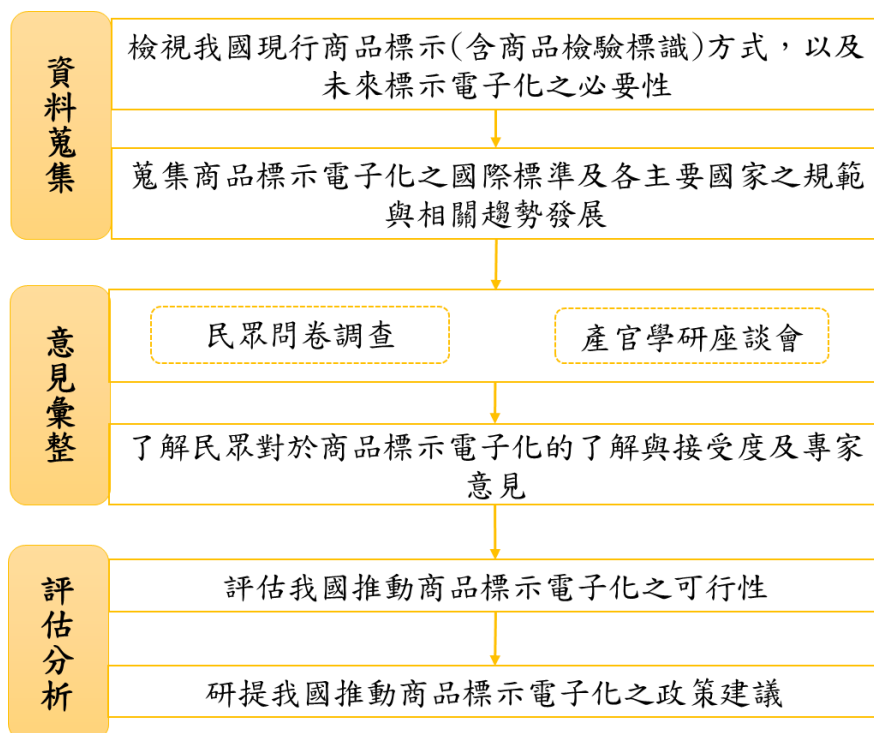 資料蒐集
檢視我國現行商品標示(含商品檢驗標識)方式，以及
未來標示電子化之必要性
蒐集商品標示電子化之國際標準及各主要國家之規範
與相關趨勢發展
意見彙整
民眾問卷調查
產官學研座談會
了解民眾對於商品標示電子化的了解與接受度及專家
意見
評估分析
評估我國推動商品標示電子化之可行性
研提我國推動商品標示電子化之政策建議